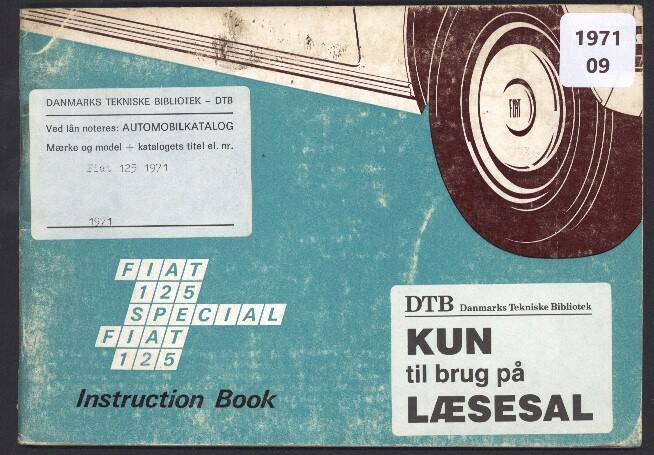 1971
09
FIAT
DANMARKS TEKNISKE BIBLIOTEK – DTB
Ved lån noteres: AUTOMOBILKATALOG
Mærke og model + katalogets titel el. nr.
Fiat 125 1971
1971
FIAT
125
SPECIAL
FIAT
125
Instruction Book
DTB Danmarks Tekniske Bibliotek
KUN
til brug på
LÆSESAL